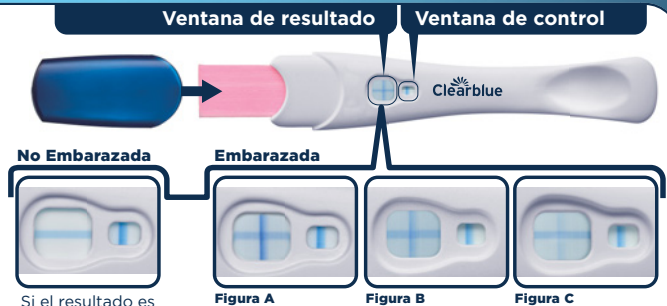 Ventana de resultado
Ventana de control
Clearblue
No Embarazada
Embarazada
Si el resultado es
Figura A
Figura B
Figura C